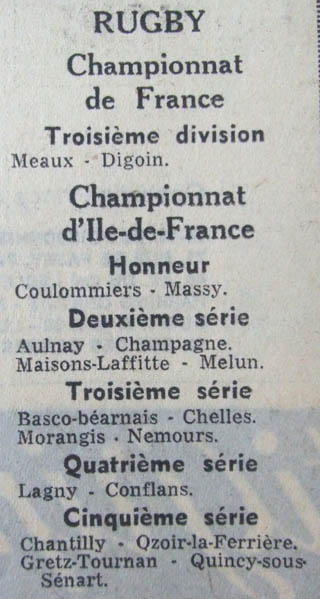 RUGBY
Championnat
de France
Troisième division
Meaux - Digoin.
Championnat
d'Ile-de-France
Honneur
Coulommiers - Massy.
Deuxième série
Aulnay - Champagne.
Maisons-Laffitte - Melun.
Troisième série
Basco-béarnais - Chelles.
Morangis - Nemours.
Quatrième série
Lagny - Conflans.
Cinquième série
Chantilly - Qzoir-la-Ferrière.
Gretz-Tournan - Quincy-sous-
Sénart.